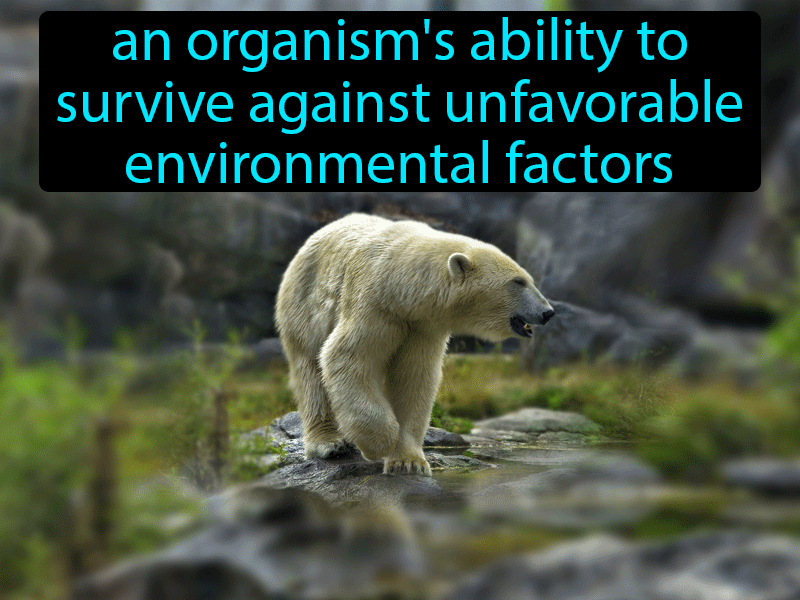 an organism's ability to
survive against unfavorable
environmental factors